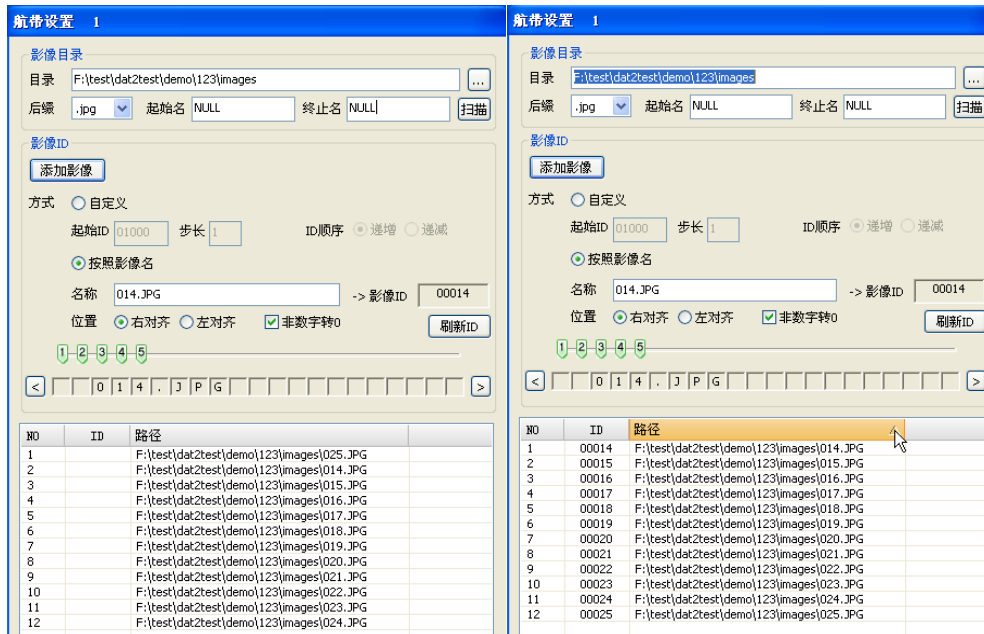 航带设置 1
影像目录
目录 F:\test\dat2test\demo\123\images ...
后缀 .jpg 起始名 NULL 终止名 NULL 扫描
影像ID
添加影像
方式 自定义
起始ID 01000 步长 1 ID顺序 递增 递减
按照影像名
名称 014.JPG -> 影像ID 00014
位置 右对齐 左对齐 非数字转0 刷新ID
1 2 3 4 5
< 0 1 4 . J P G >
NO ID 路径
1 F:\test\dat2test\demo\123\images\025.JPG
2 F:\test\dat2test\demo\123\images\014.JPG
3 F:\test\dat2test\demo\123\images\015.JPG
4 F:\test\dat2test\demo\123\images\016.JPG
5 F:\test\dat2test\demo\123\images\017.JPG
6 F:\test\dat2test\demo\123\images\018.JPG
7 F:\test\dat2test\demo\123\images\019.JPG
8 F:\test\dat2test\demo\123\images\020.JPG
9 F:\test\dat2test\demo\123\images\021.JPG
10 F:\test\dat2test\demo\123\images\022.JPG
11 F:\test\dat2test\demo\123\images\023.JPG
12 F:\test\dat2test\demo\123\images\024.JPG
航带设置 1
影像目录
目录 F:\test\dat2test\demo\123\images ...
后缀 .jpg 起始名 NULL 终止名 NULL 扫描
影像ID
添加影像
方式 自定义
起始ID 01000 步长 1 ID顺序 递增 递减
按照影像名
名称 014.JPG -> 影像ID 00014
位置 右对齐 左对齐 非数字转0 刷新ID
1 2 3 4 5
< 0 1 4 . J P G >
NO ID 路径
1 00014 F:\test\dat2test\demo\123\images\014.JPG
2 00015 F:\test\dat2test\demo\123\images\015.JPG
3 00016 F:\test\dat2test\demo\123\images\016.JPG
4 00017 F:\test\dat2test\demo\123\images\017.JPG
5 00018 F:\test\dat2test\demo\123\images\018.JPG
6 00019 F:\test\dat2test\demo\123\images\019.JPG
7 00020 F:\test\dat2test\demo\123\images\020.JPG
8 00021 F:\test\dat2test\demo\123\images\021.JPG
9 00022 F:\test\dat2test\demo\123\images\022.JPG
10 00023 F:\test\dat2test\demo\123\images\023.JPG
11 00024 F:\test\dat2test\demo\123\images\024.JPG
12 00025 F:\test\dat2test\demo\123\images\025.JPG